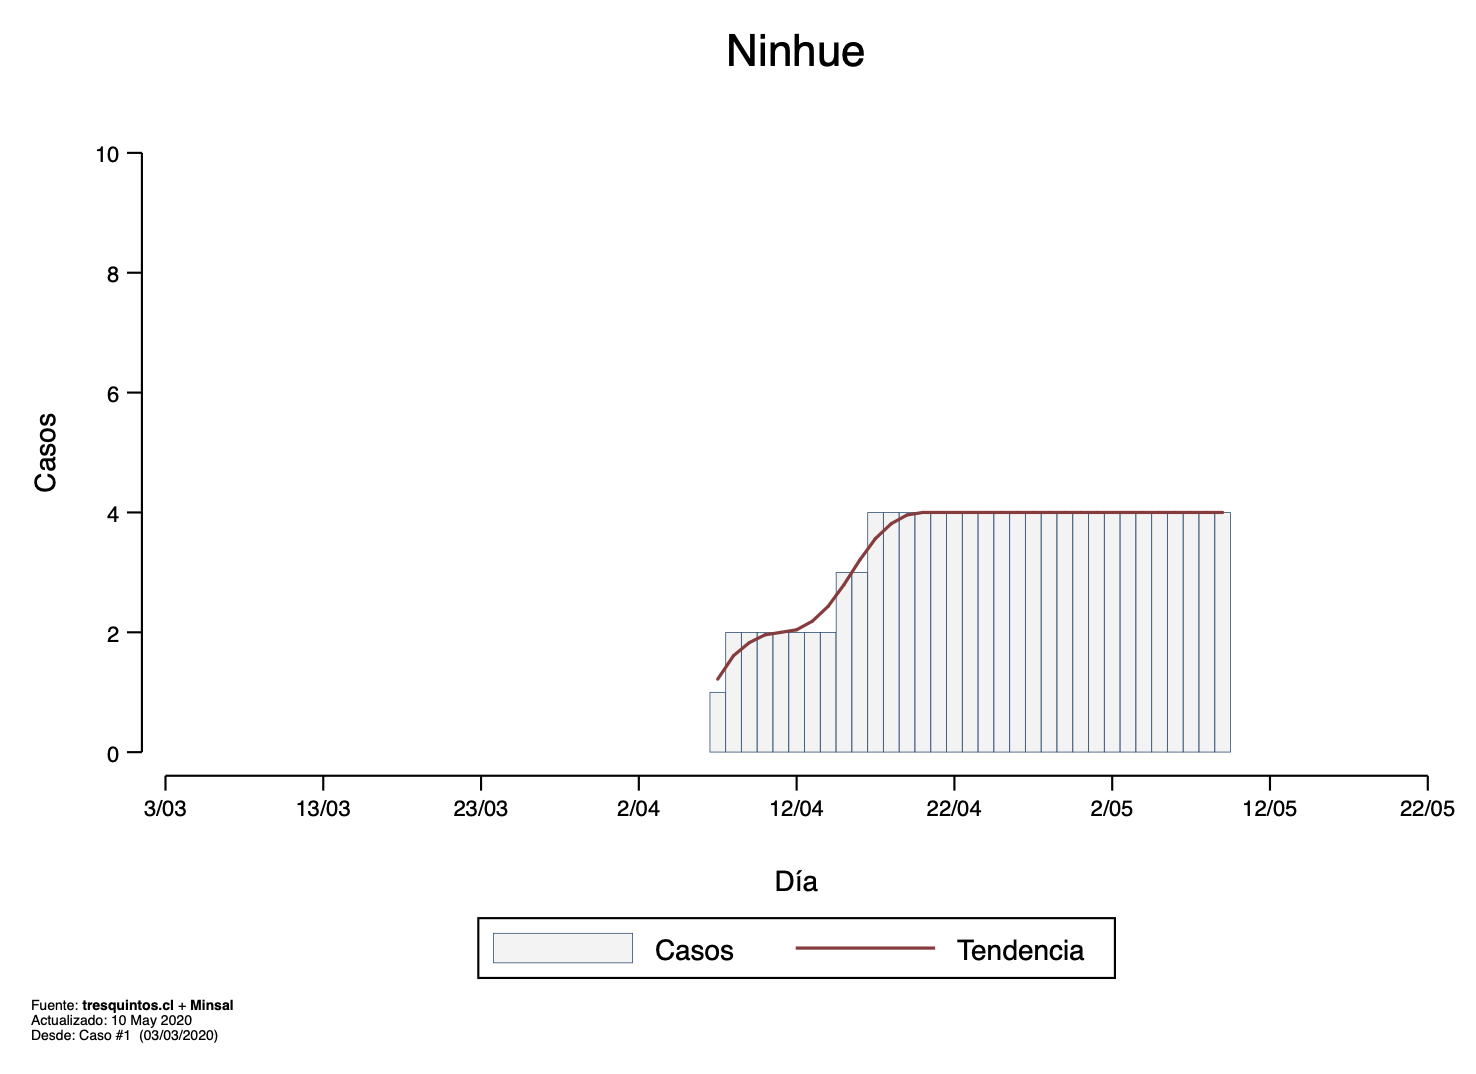 Ninhue
10
8
6
4
2
0
Casos
3/03 13/03 23/03 2/04 12/04 22/04 2/05 12/05 22/05
Día
Casos Tendencia
Fuente: tresquintos.cl + Minsal
Actualizado: 10 May 2020
Desde: Caso #1 (03/03/2020)